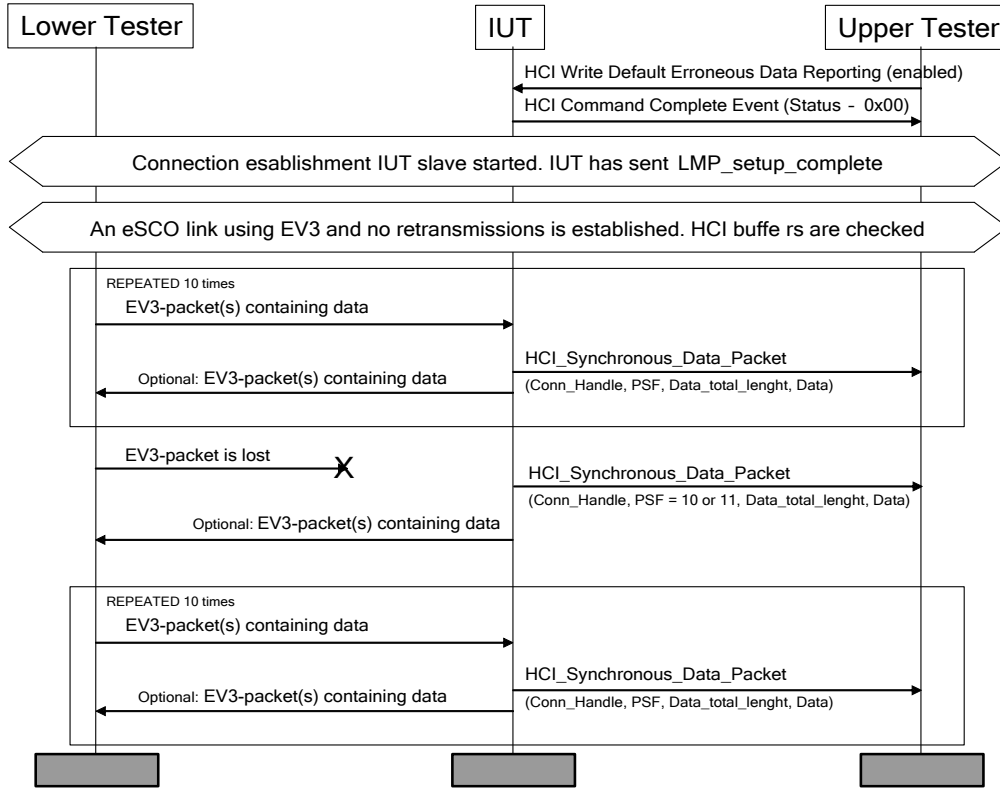 Lower Tester
IUT
Upper Tester
HCI Write Default Erroneous Data Reporting (enabled)
HCI Command Complete Event (Status - 0x00)
Connection esablishment IUT slave started. IUT has sent LMP_setup_complete
An eSCO link using EV3 and no retransmissions is established. HCI buffe rs are checked
REPEATED 10 times
EV3-packet(s) containing data
HCI_Synchronous_Data_Packet
(Conn_Handle, PSF, Data_total_lenght, Data)
Optional: EV3-packet(s) containing data
EV3-packet is lost
X
HCI_Synchronous_Data_Packet
(Conn_Handle, PSF = 10 or 11, Data_total_lenght, Data)
Optional: EV3-packet(s) containing data
REPEATED 10 times
EV3-packet(s) containing data
HCI_Synchronous_Data_Packet
(Conn_Handle, PSF, Data_total_lenght, Data)
Optional: EV3-packet(s) containing data